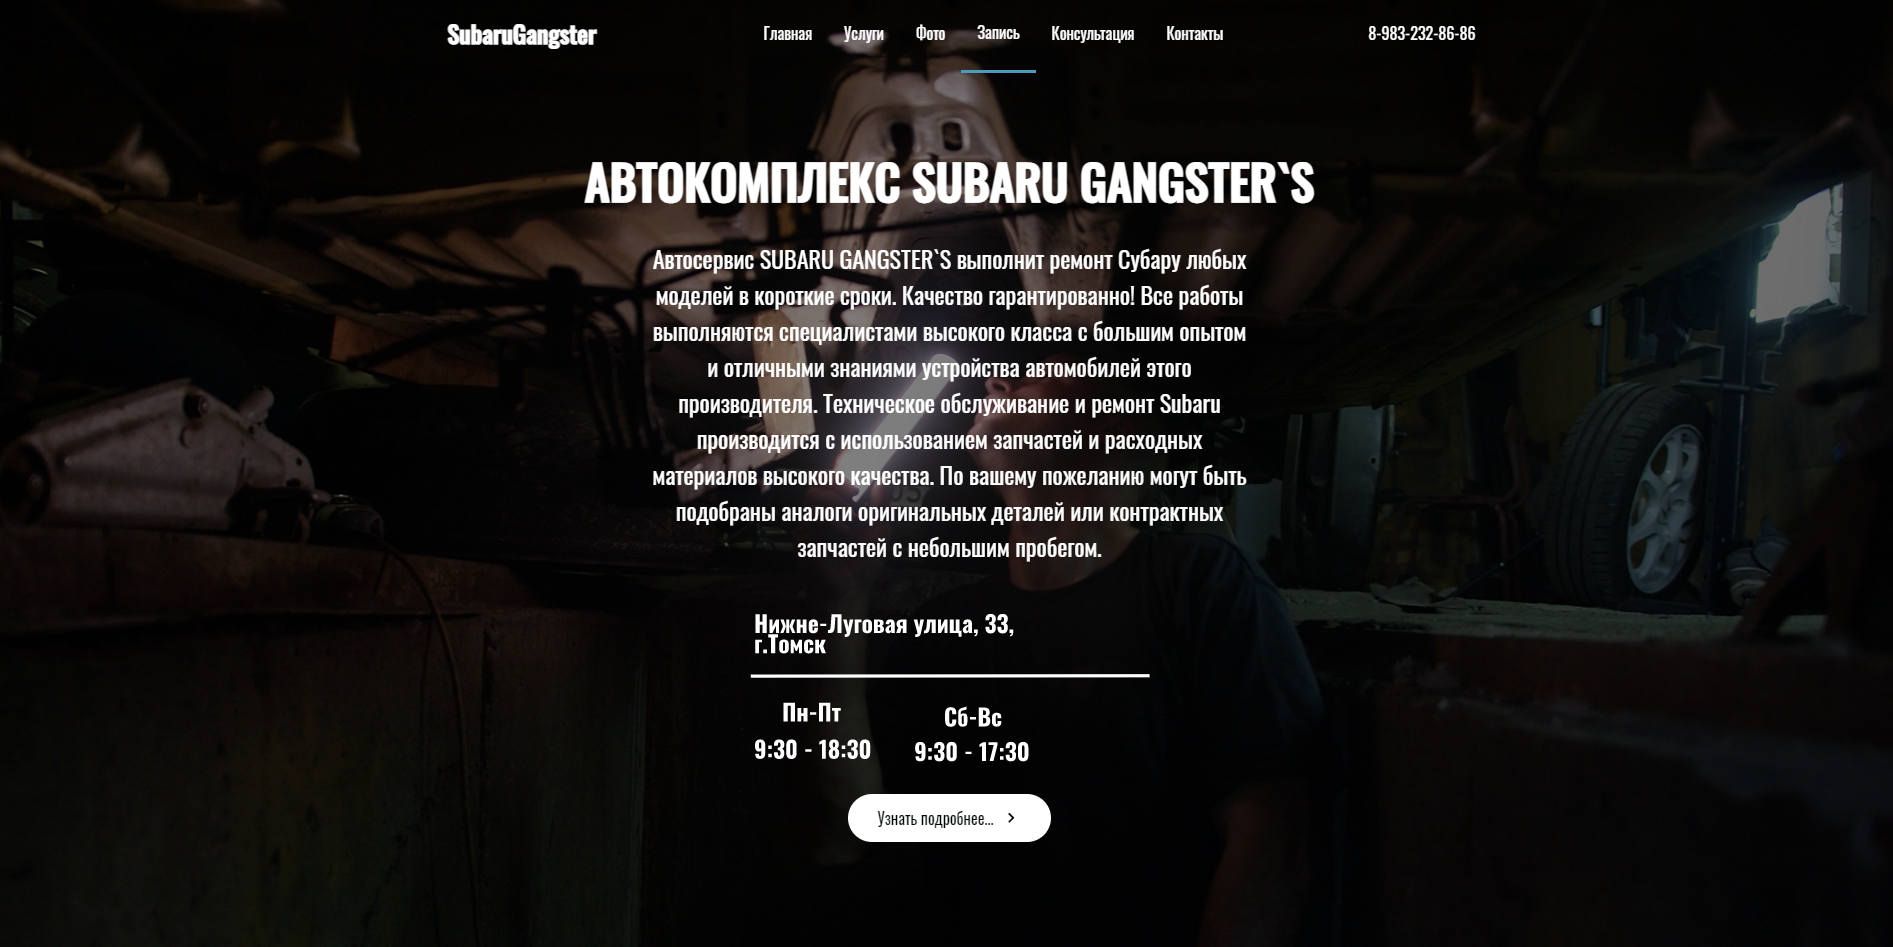 SubaruGangster
Главная Услуги Фото Запись Консультация Контакты
8-983-232-86-86
АВТОКОМПЛЕКС SUBARU GANGSTER`S
Автосервис SUBARU GANGSTER`S выполнит ремонт Субару любых
моделей в короткие сроки. Качество гарантированно! Все работы
выполняются специалистами высокого класса с большим опытом
и отличными знаниями устройства автомобилей этого
производителя. Техническое обслуживание и ремонт Subaru
производится с использованием запчастей и расходных
материалов высокого качества. По вашему пожеланию могут быть
подобраны аналоги оригинальных деталей или контрактных
запчастей с небольшим пробегом.
Нижне-Луговая улица, 33,
г.Томск
Пн-Пт
9:30 - 18:30
Сб-Вс
9:30 - 17:30
Узнать подробнее...